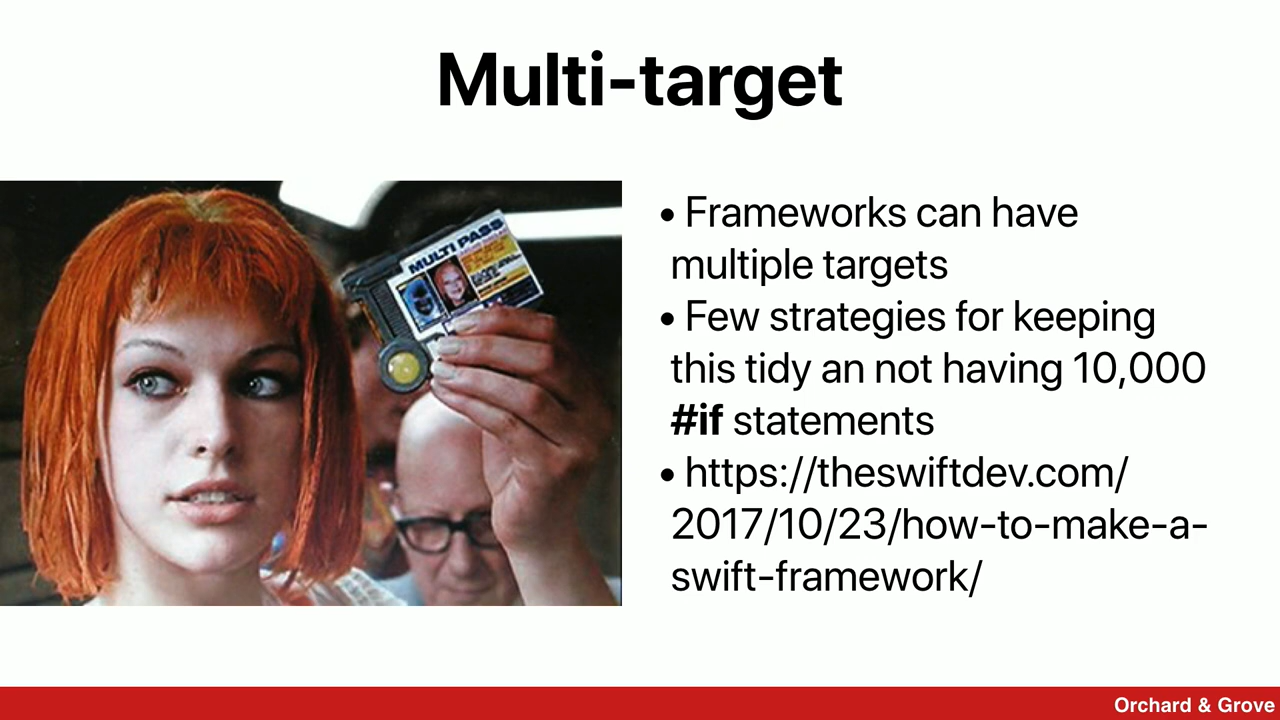 Multi-target
MULTI PASS
• Frameworks can have
multiple targets
• Few strategies for keeping
this tidy an not having 10,000
#if statements
• https://theswiftdev.com/
2017/10/23/how-to-make-a-
swift-framework/
Orchard & Grove